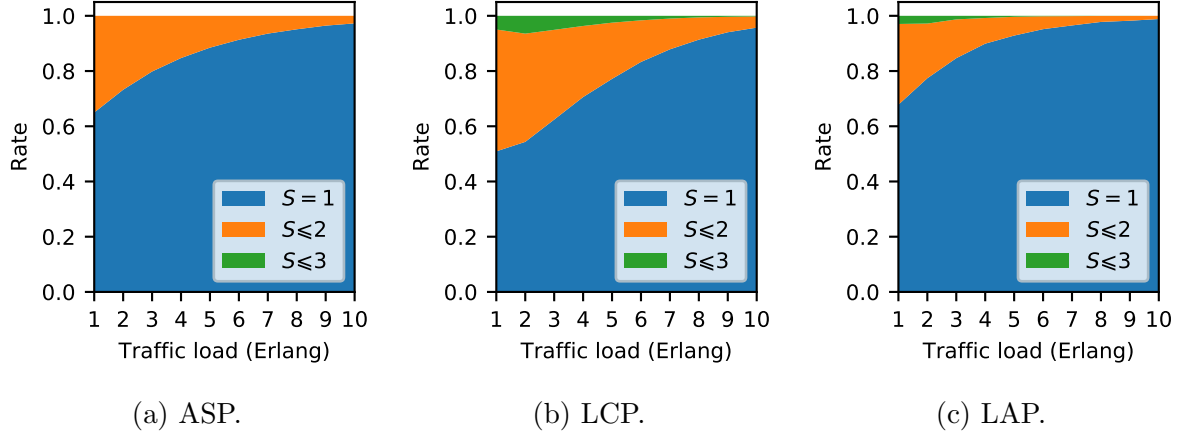 Rate
1.0
0.8
0.6
0.4
0.2
0.0
S = 1
S⩽2
S⩽3
1 2 3 4 5 6 7 8 9 10
Traffic load (Erlang)
(a) ASP.
Rate
1.0
0.8
0.6
0.4
0.2
0.0
S = 1
S⩽2
S⩽3
1 2 3 4 5 6 7 8 9 10
Traffic load (Erlang)
(b) LCP.
Rate
1.0
0.8
0.6
0.4
0.2
0.0
S = 1
S⩽2
S⩽3
1 2 3 4 5 6 7 8 9 10
Traffic load (Erlang)
(c) LAP.